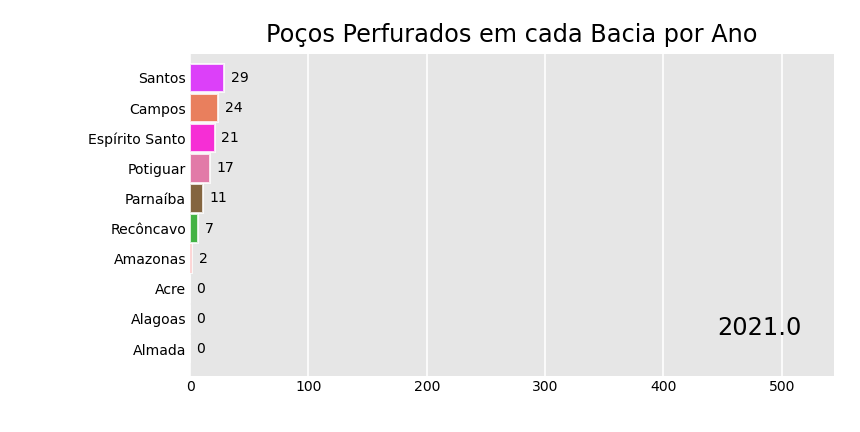 Poços Perfurados em cada Bacia por Ano
Santos 29
Campos 24
Espírito Santo 21
Potiguar 17
Parnaíba 11
Recôncavo 7
Amazonas 2
Acre 0
Alagoas 0
2021.0
Almada 0
0 100 200 300 400 500